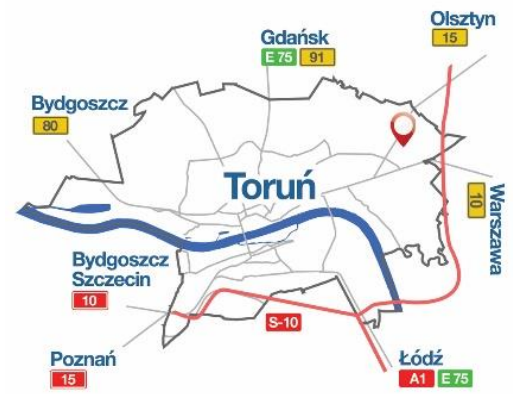 Olsztyn
15
Gdańsk
E 75 91
Bydgoszcz
80
Toruń
10
Warszawa
Bydgoszcz
Szczecin
10
S-10
Poznań
15
Łódź
A1 E 75